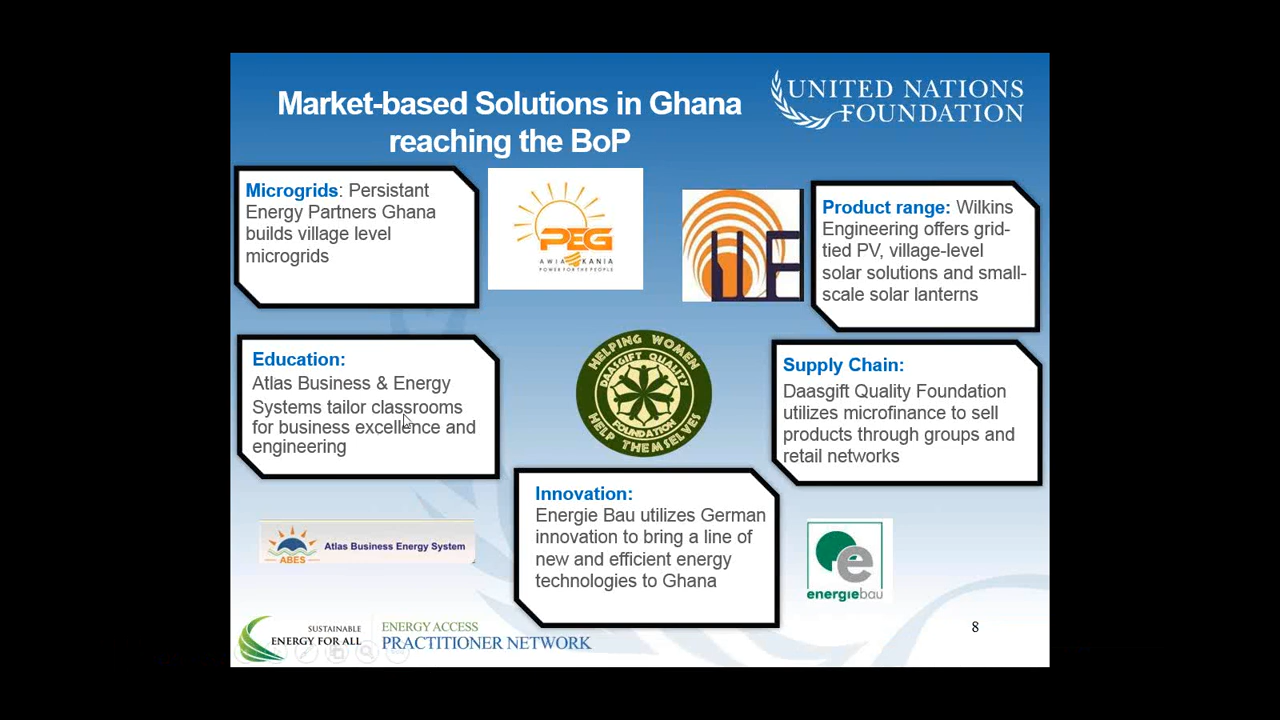 Market-based Solutions in Ghana
reaching the BoP
UNITED NATIONS
FOUNDATION
Microgrids: Persistant
Energy Partners Ghana
builds village level
microgrids
PEG
AWIA KANIA
POWER FOR THE PEOPLE
Product range: Wilkins
Engineering offers grid-
tied PV, village-level
solar solutions and small-
scale solar lanterns
Education:
Atlas Business & Energy
Systems tailor classrooms
for business excellence and
engineering
HELPING WOMEN
DAASGIFT QUALITY
FOUNDATION
HELP THEMSELVES
Supply Chain:
Daasgift Quality Foundation
utilizes microfinance to sell
products through groups and
retail networks
Innovation:
Energie Bau utilizes German
innovation to bring a line of
new and efficient energy
technologies to Ghana
ABES
Atlas Business Energy System
e
energiebau
SUSTAINABLE
ENERGY FOR ALL
ENERGY ACCESS
PRACTITIONER NETWORK
8